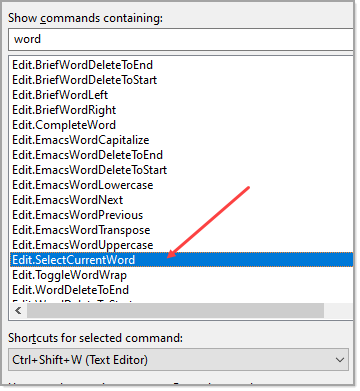 Show commands containing:
word
Edit.BriefWordDeleteToEnd
Edit.BriefWordDeleteToStart
Edit.BriefWordLeft
Edit.BriefWordRight
Edit.CompleteWord
Edit.EmacsWordCapitalize
Edit.EmacsWordDeleteToEnd
Edit.EmacsWordDeleteToStart
Edit.EmacsWordLowercase
Edit.EmacsWordNext
Edit.EmacsWordPrevious
Edit.EmacsWordTranspose
Edit.EmacsWordUppercase
Edit.SelectCurrentWord
Edit.ToggleWordWrap
Edit.WordDeleteToEnd
Edit.WordDeleteToStart
Shortcuts for selected command:
Ctrl+Shift+W (Text Editor)